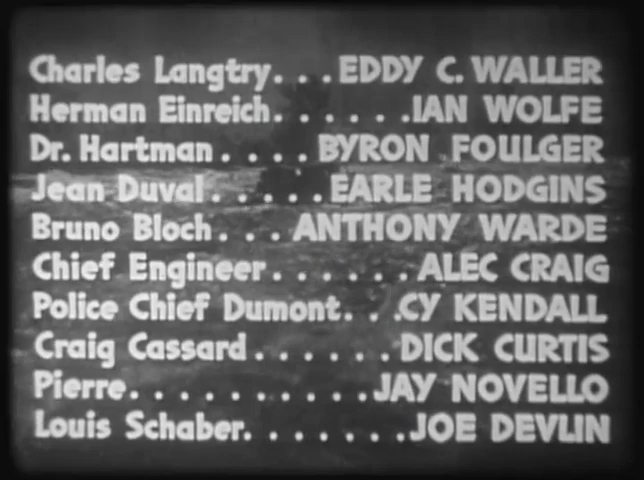 Charles Langtry. . . EDDY C. WALLER
Herman Einreich. . . . . . .IAN WOLFE
Dr. Hartman . . . . BYRON FOULGER
Jean Duval . . . . . EARLE HODGINS
Bruno Bloch. . . ANTHONY WARDE
Chief Engineer . . . . . . ALEC CRAIG
Police Chief Dumont. . .CY KENDALL
Craig Cassard . . . . . . DICK CURTIS
Pierre. . . . . . . . . . .JAY NOVELLO
Louis Schaber. . . . . . .JOE DEVLIN